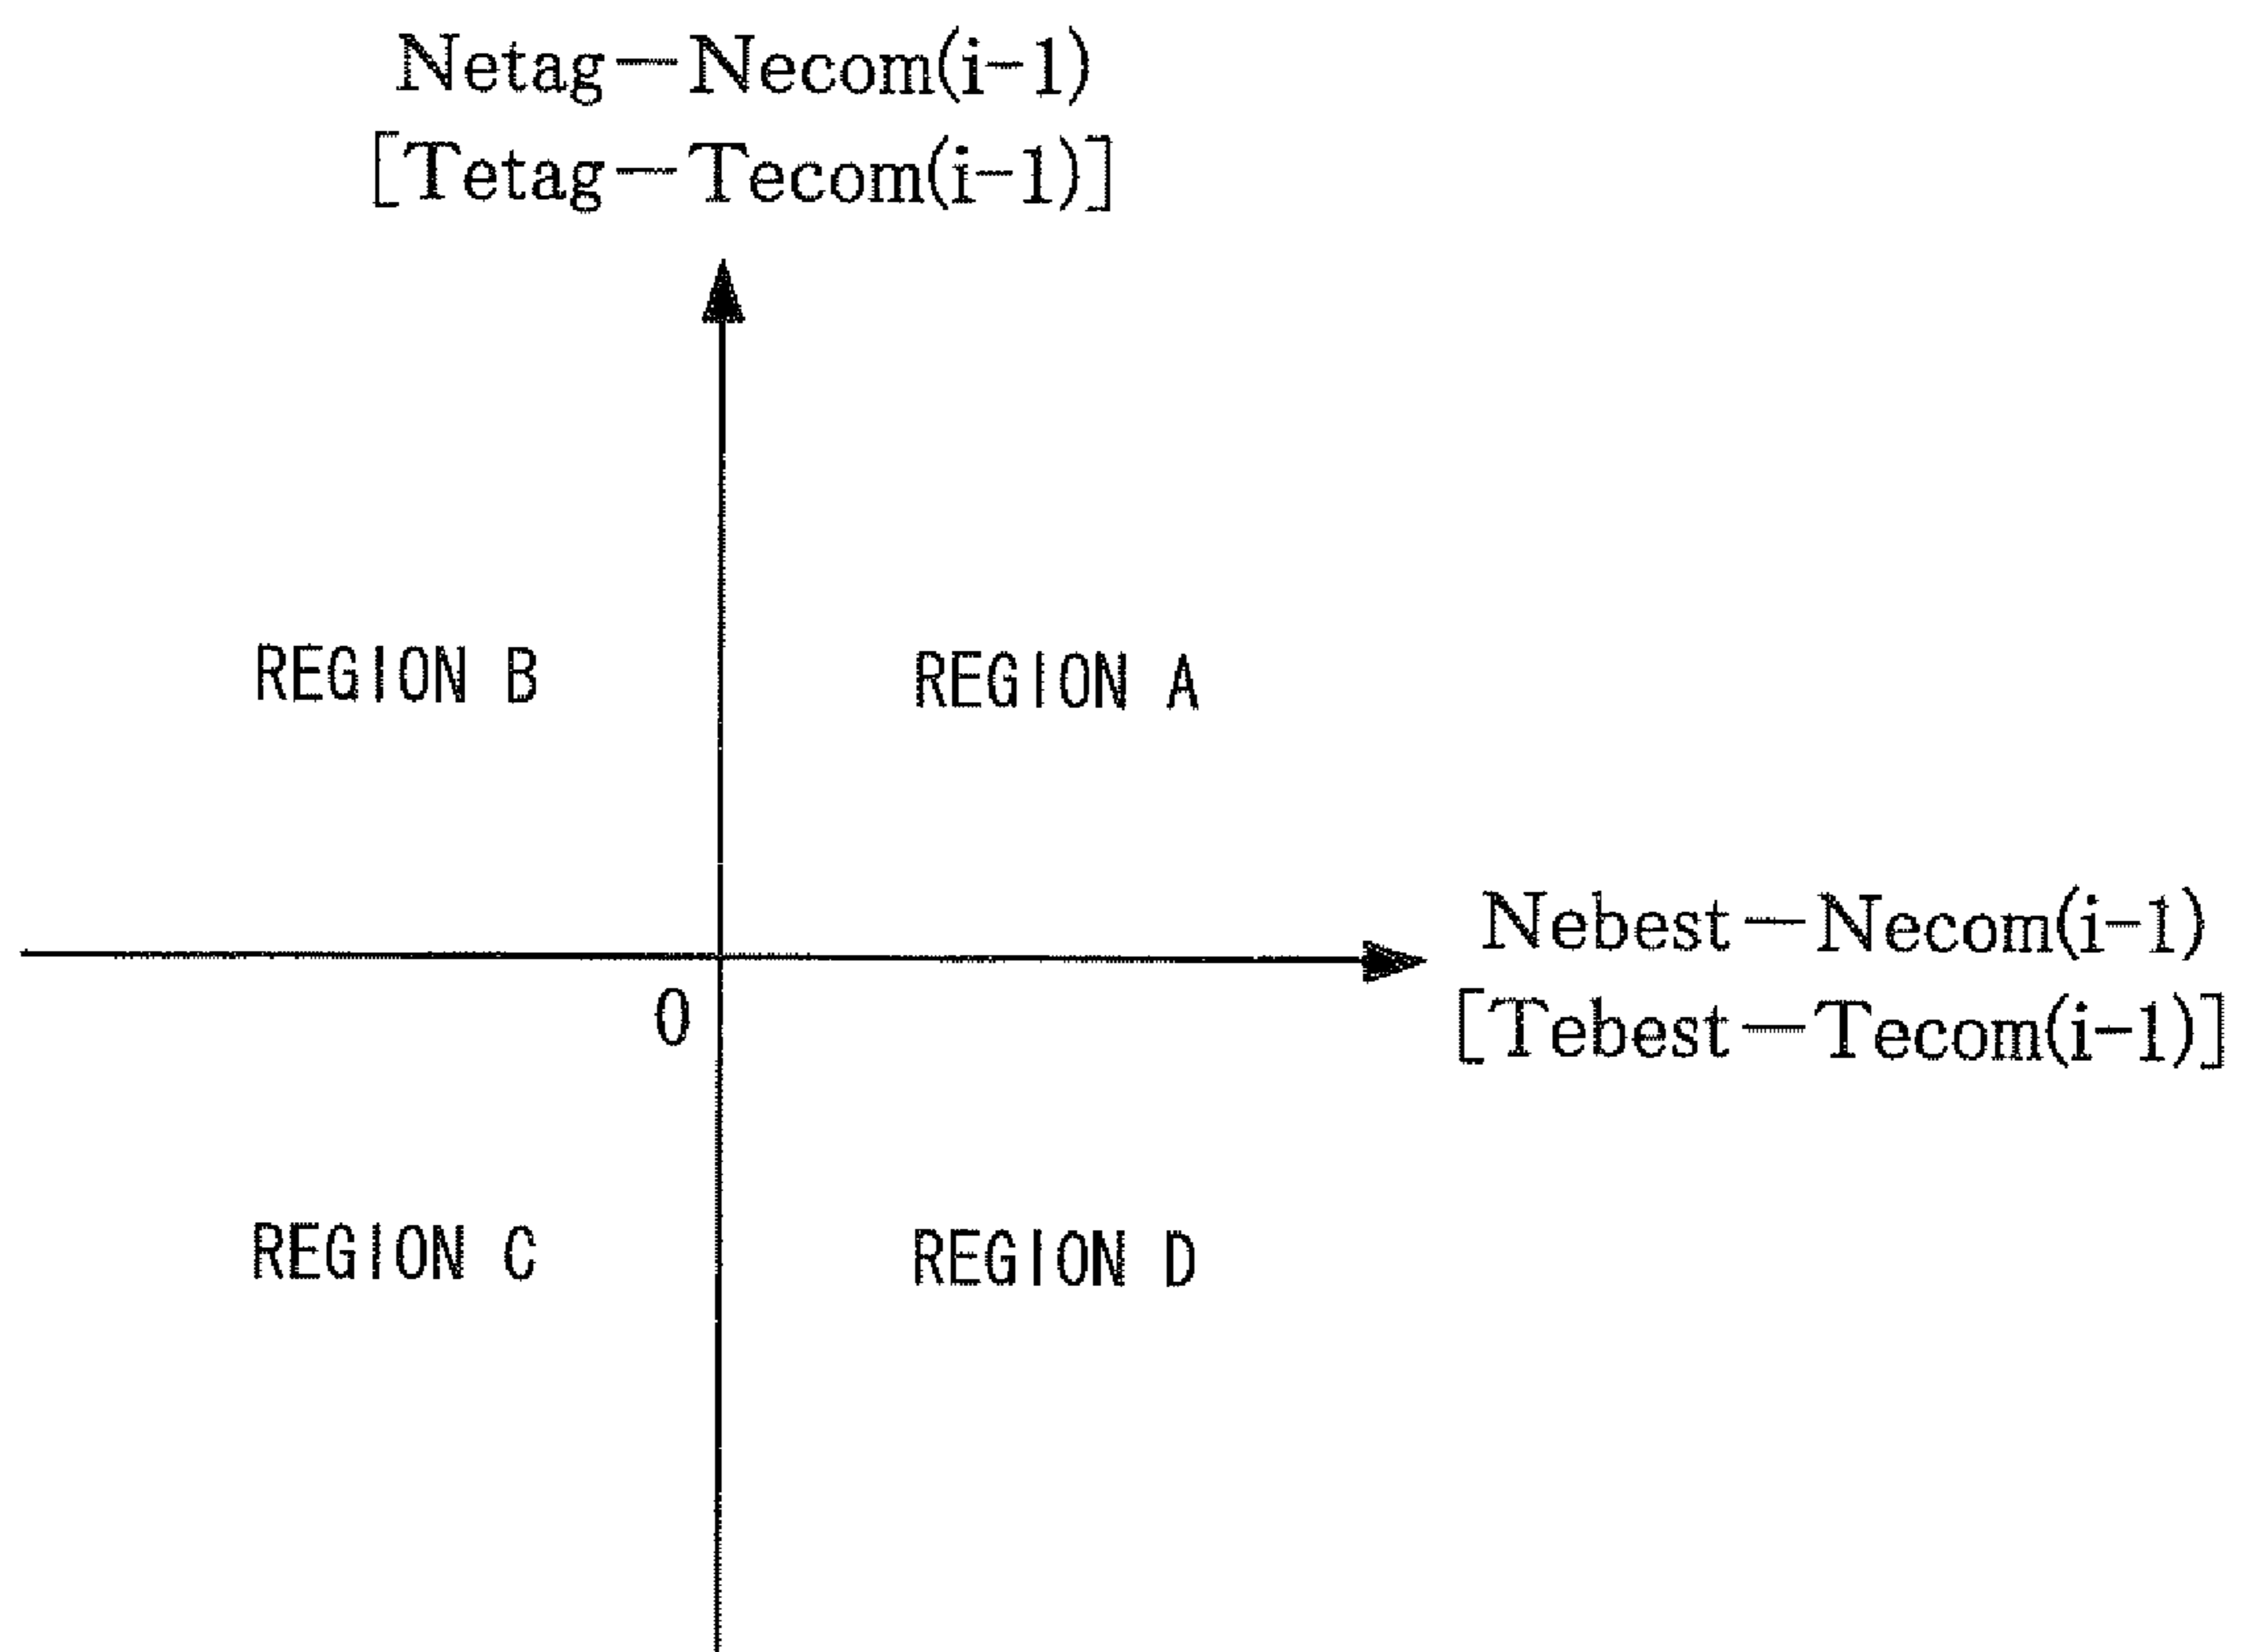 Netag－Necom(i-1)
[Tetag－Tecom(i-1)]
REGION B
REGION A
Nebest－Necom(i-1)
[Tebest－Tecom(i-1)]
0
REGION C
REGION D